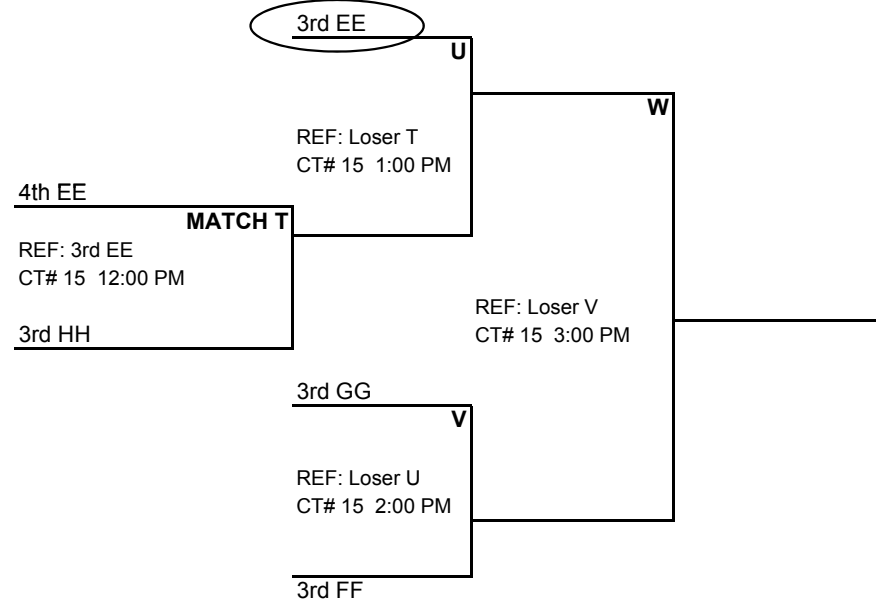 3rd EE
U
W
REF: Loser T
CT# 15 1:00 PM
4th EE
MATCH T
REF: 3rd EE
CT# 15 12:00 PM
REF: Loser V
CT# 15 3:00 PM
3rd HH
3rd GG
V
REF: Loser U
CT# 15 2:00 PM
3rd FF